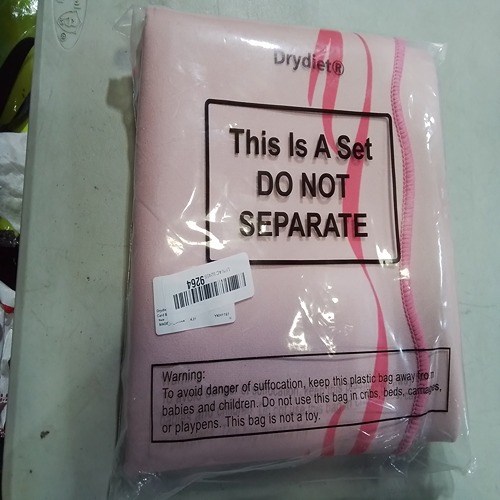 Drydiet®
This Is A Set
DO NOT
SEPARATE
9264
Warning:
To avoid danger of suffocation, keep this plastic bag away from
babies and children. Do not use this bag in cribs, beds, carriages,
or playpens. This bag is not a toy.